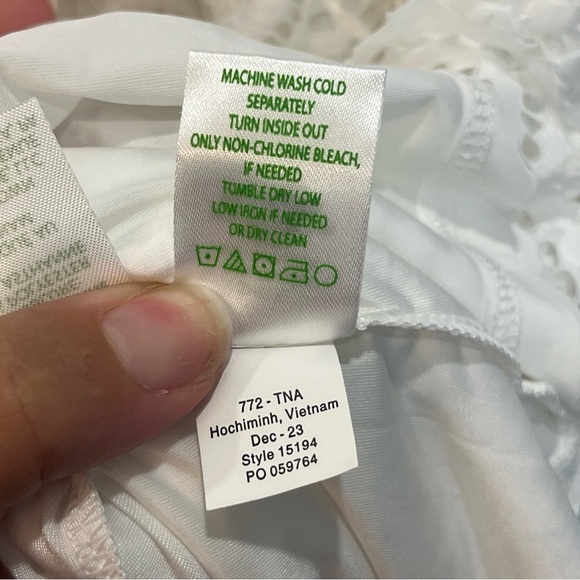 MACHINE WASH COLD
SEPARATELY
TURN INSIDE OUT
ONLY NON-CHLORINE BLEACH,
IF NEEDED
TUMBLE DRY LOW
LOW IRON IF NEEDED
OR DRY CLEAN
772 - TNA
Hochiminh, Vietnam
Dec - 23
Style 15194
PO 059764